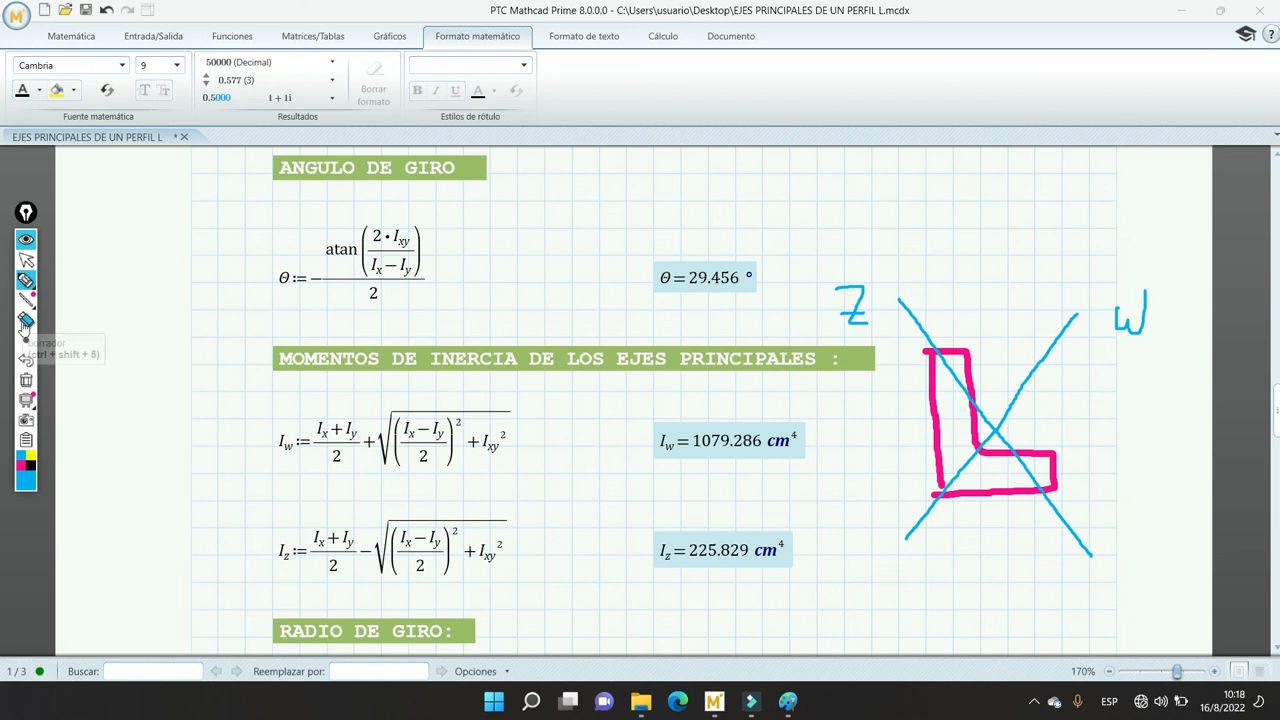 PTC Mathcad Prime 8.0.0.0 - C:\Users\usuario\Desktop\EJES PRINCIPALES DE UN PERFIL L.mcdx
Matemática Entrada/Salida Funciones Matrices/Tablas Gráficos Formato matemático Formato de texto Cálculo Documento
Cambria 9
50000 (Decimal)
0.577 (3)
0.5000 1 + 1i
Borrar formato
B I U A
Fuente matemática Resultados Estilos de rótulo
EJES PRINCIPALES DE UN PERFIL L * ×
ANGULO DE GIRO
θ := - atan(2 • Ixy / (Ix − Iy)) / 2
θ = 29.456 °
Z W
borrador
(ctrl + shift + 5)
MOMENTOS DE INERCIA DE LOS EJES PRINCIPALES :
Iw := (Ix + Iy)/2 + √(((Ix − Iy)/2)² + Ixy²)
Iw = 1079.286 cm⁴
Iz := (Ix + Iy)/2 − √(((Ix − Iy)/2)² + Ixy²)
Iz = 225.829 cm⁴
RADIO DE GIRO:
1 / 3 Buscar: Reemplazar por: Opciones 170%
ESP 10:18
16/8/2022